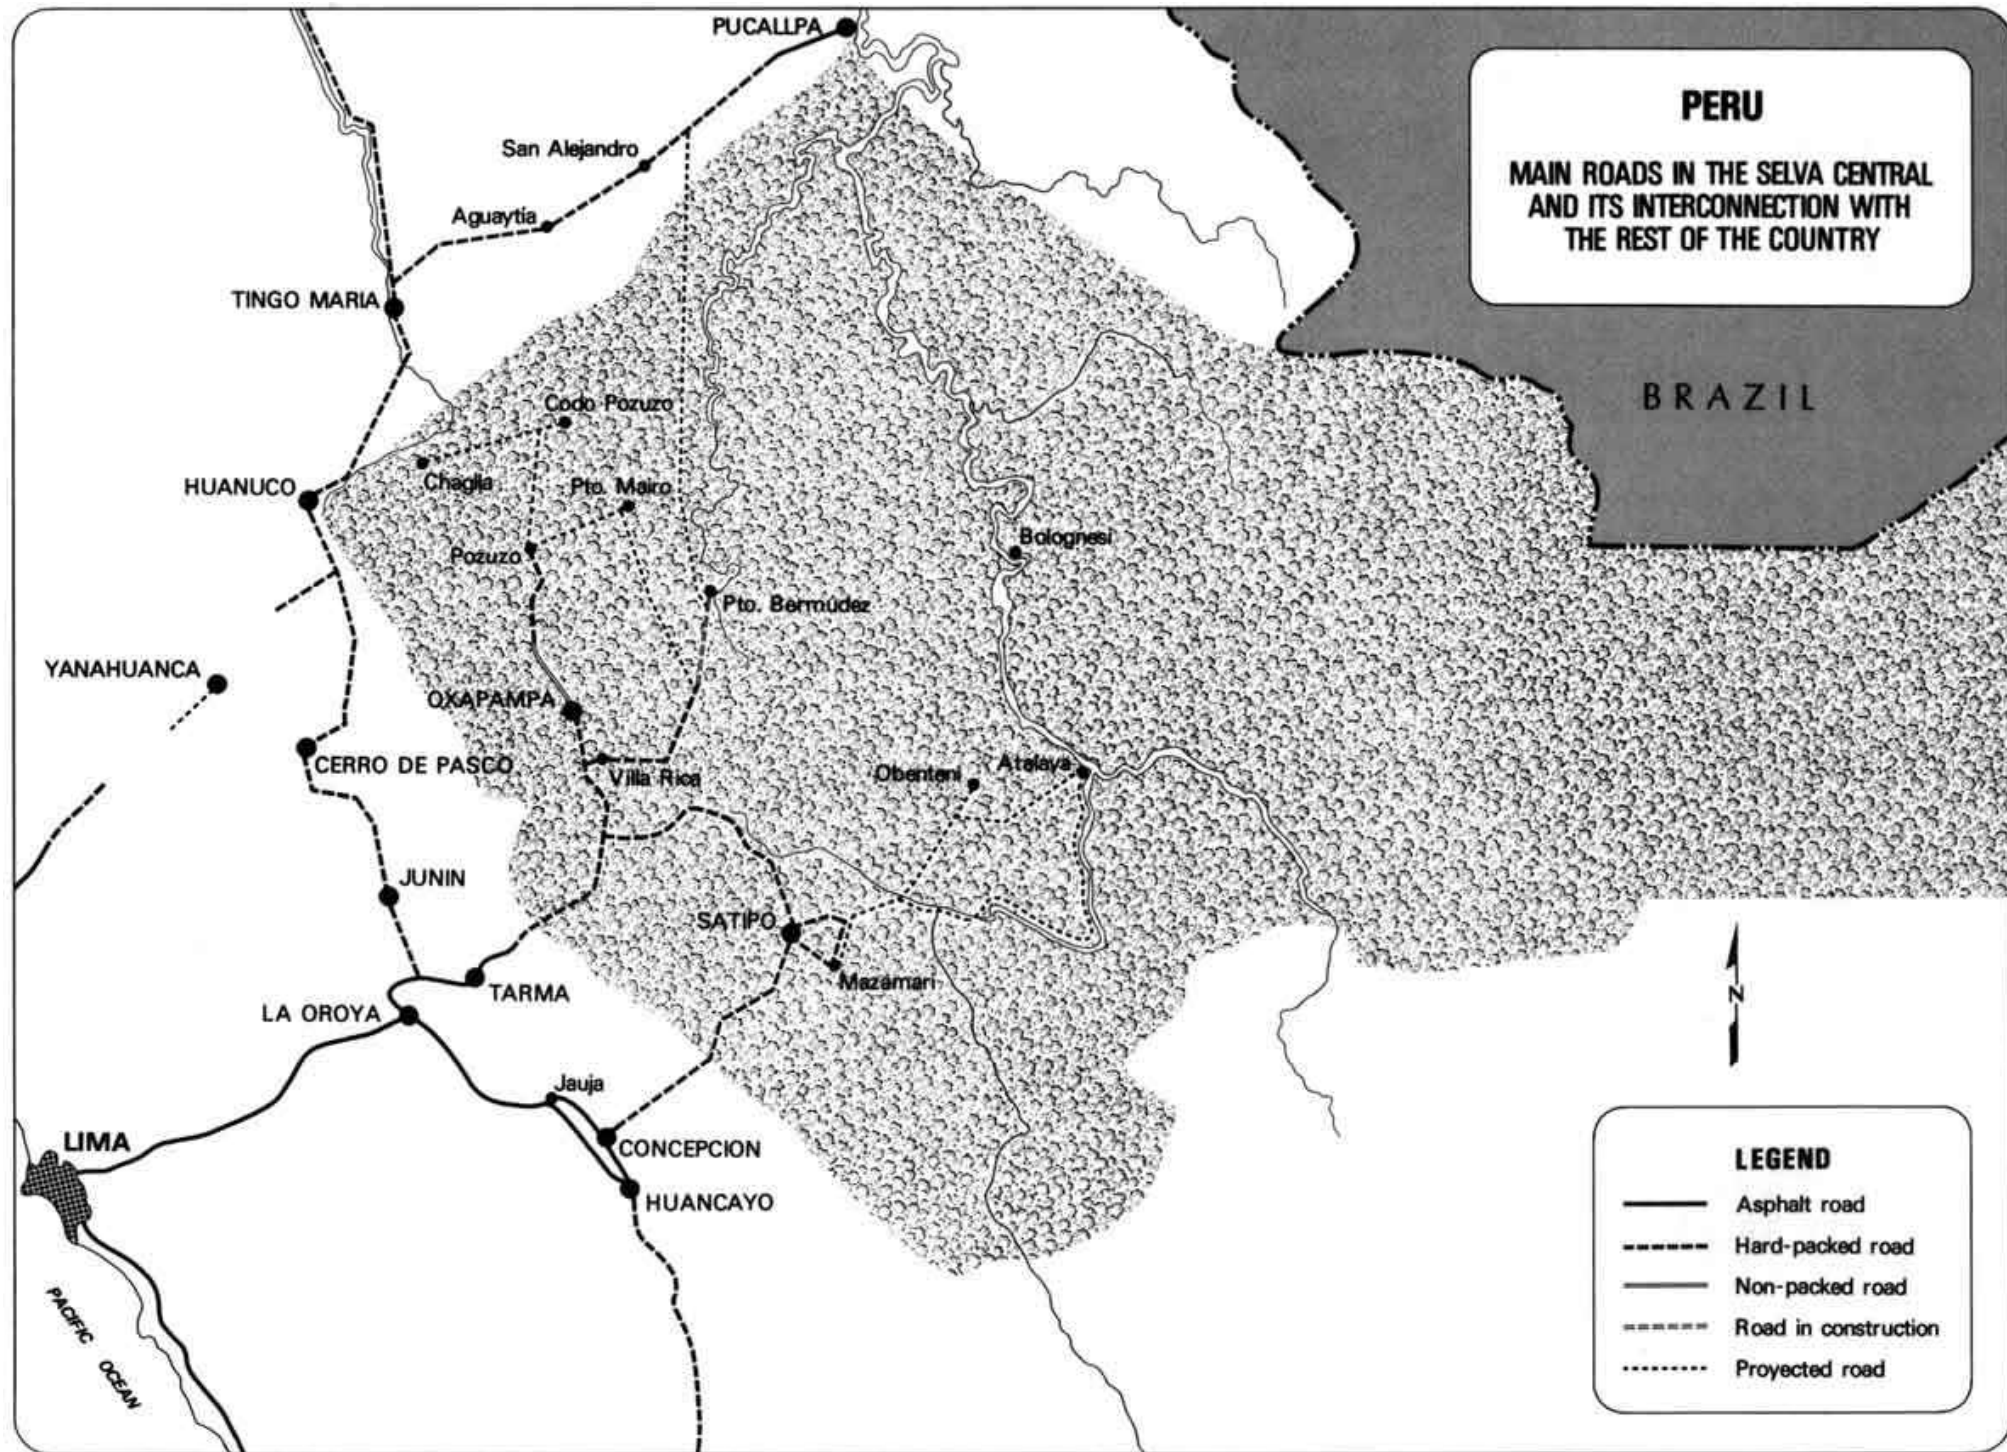 PUCALLPA
PERU
MAIN ROADS IN THE SELVA CENTRAL
AND ITS INTERCONNECTION WITH
THE REST OF THE COUNTRY
San Alejandro
Aguaytía
TINGO MARIA
BRAZIL
Codo Pozuzo
Chaglla
HUANUCO
Pto. Mairo
Bolognesi
Pozuzo
Pto. Bermúdez
YANAHUANCA
OXAPAMPA
CERRO DE PASCO
Villa Rica
Obenteni
Atalaya
JUNIN
SATIPO
Mazamari
TARMA
LA OROYA
N
Jauja
LIMA
CONCEPCION
HUANCAYO
PACIFIC OCEAN
LEGEND
Asphalt road
Hard-packed road
Non-packed road
Road in construction
Proyected road